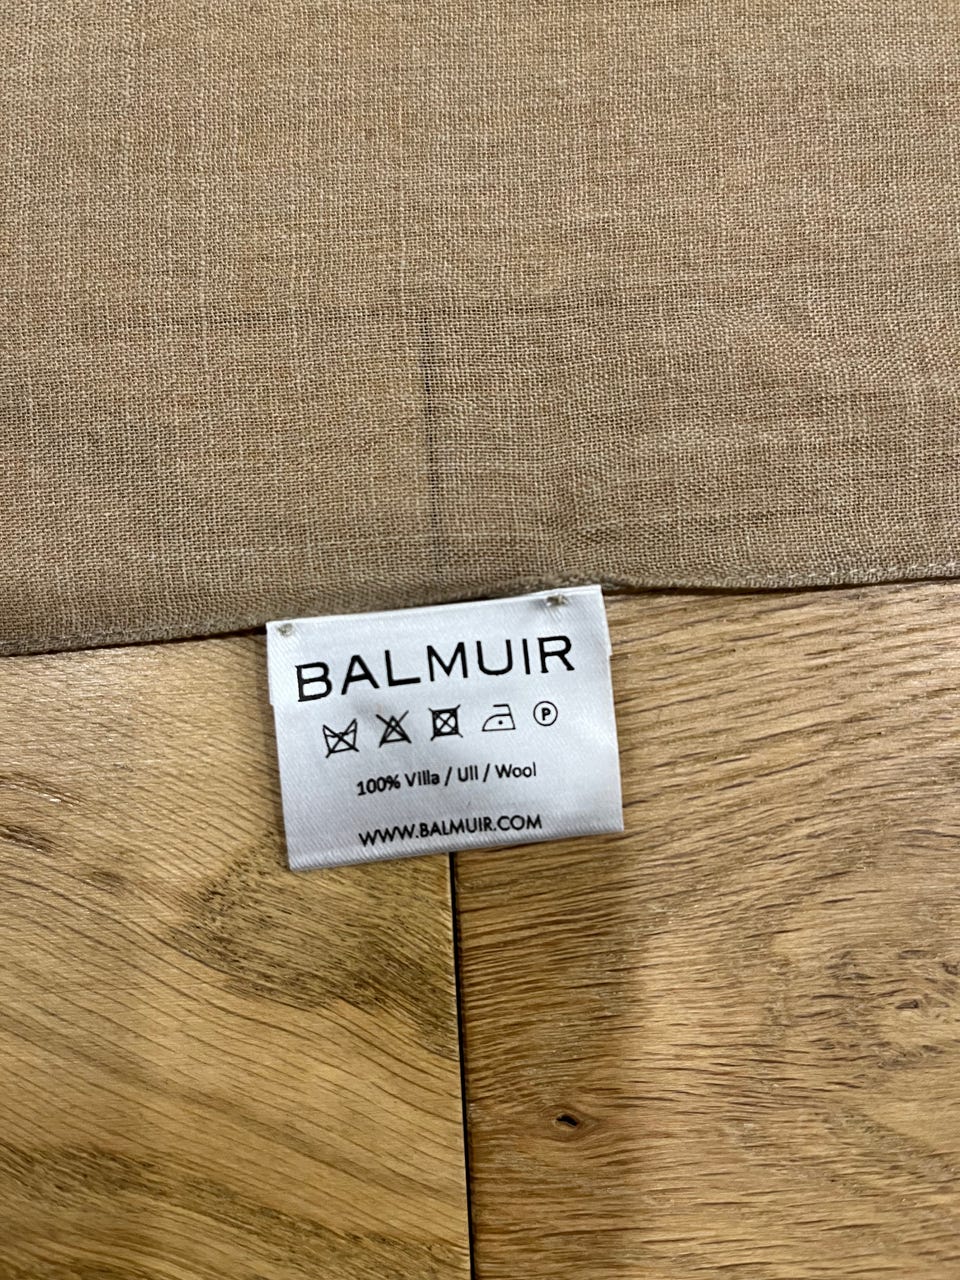 BALMUIR
P
100% Villa / Ull / Wool
WWW.BALMUIR.COM